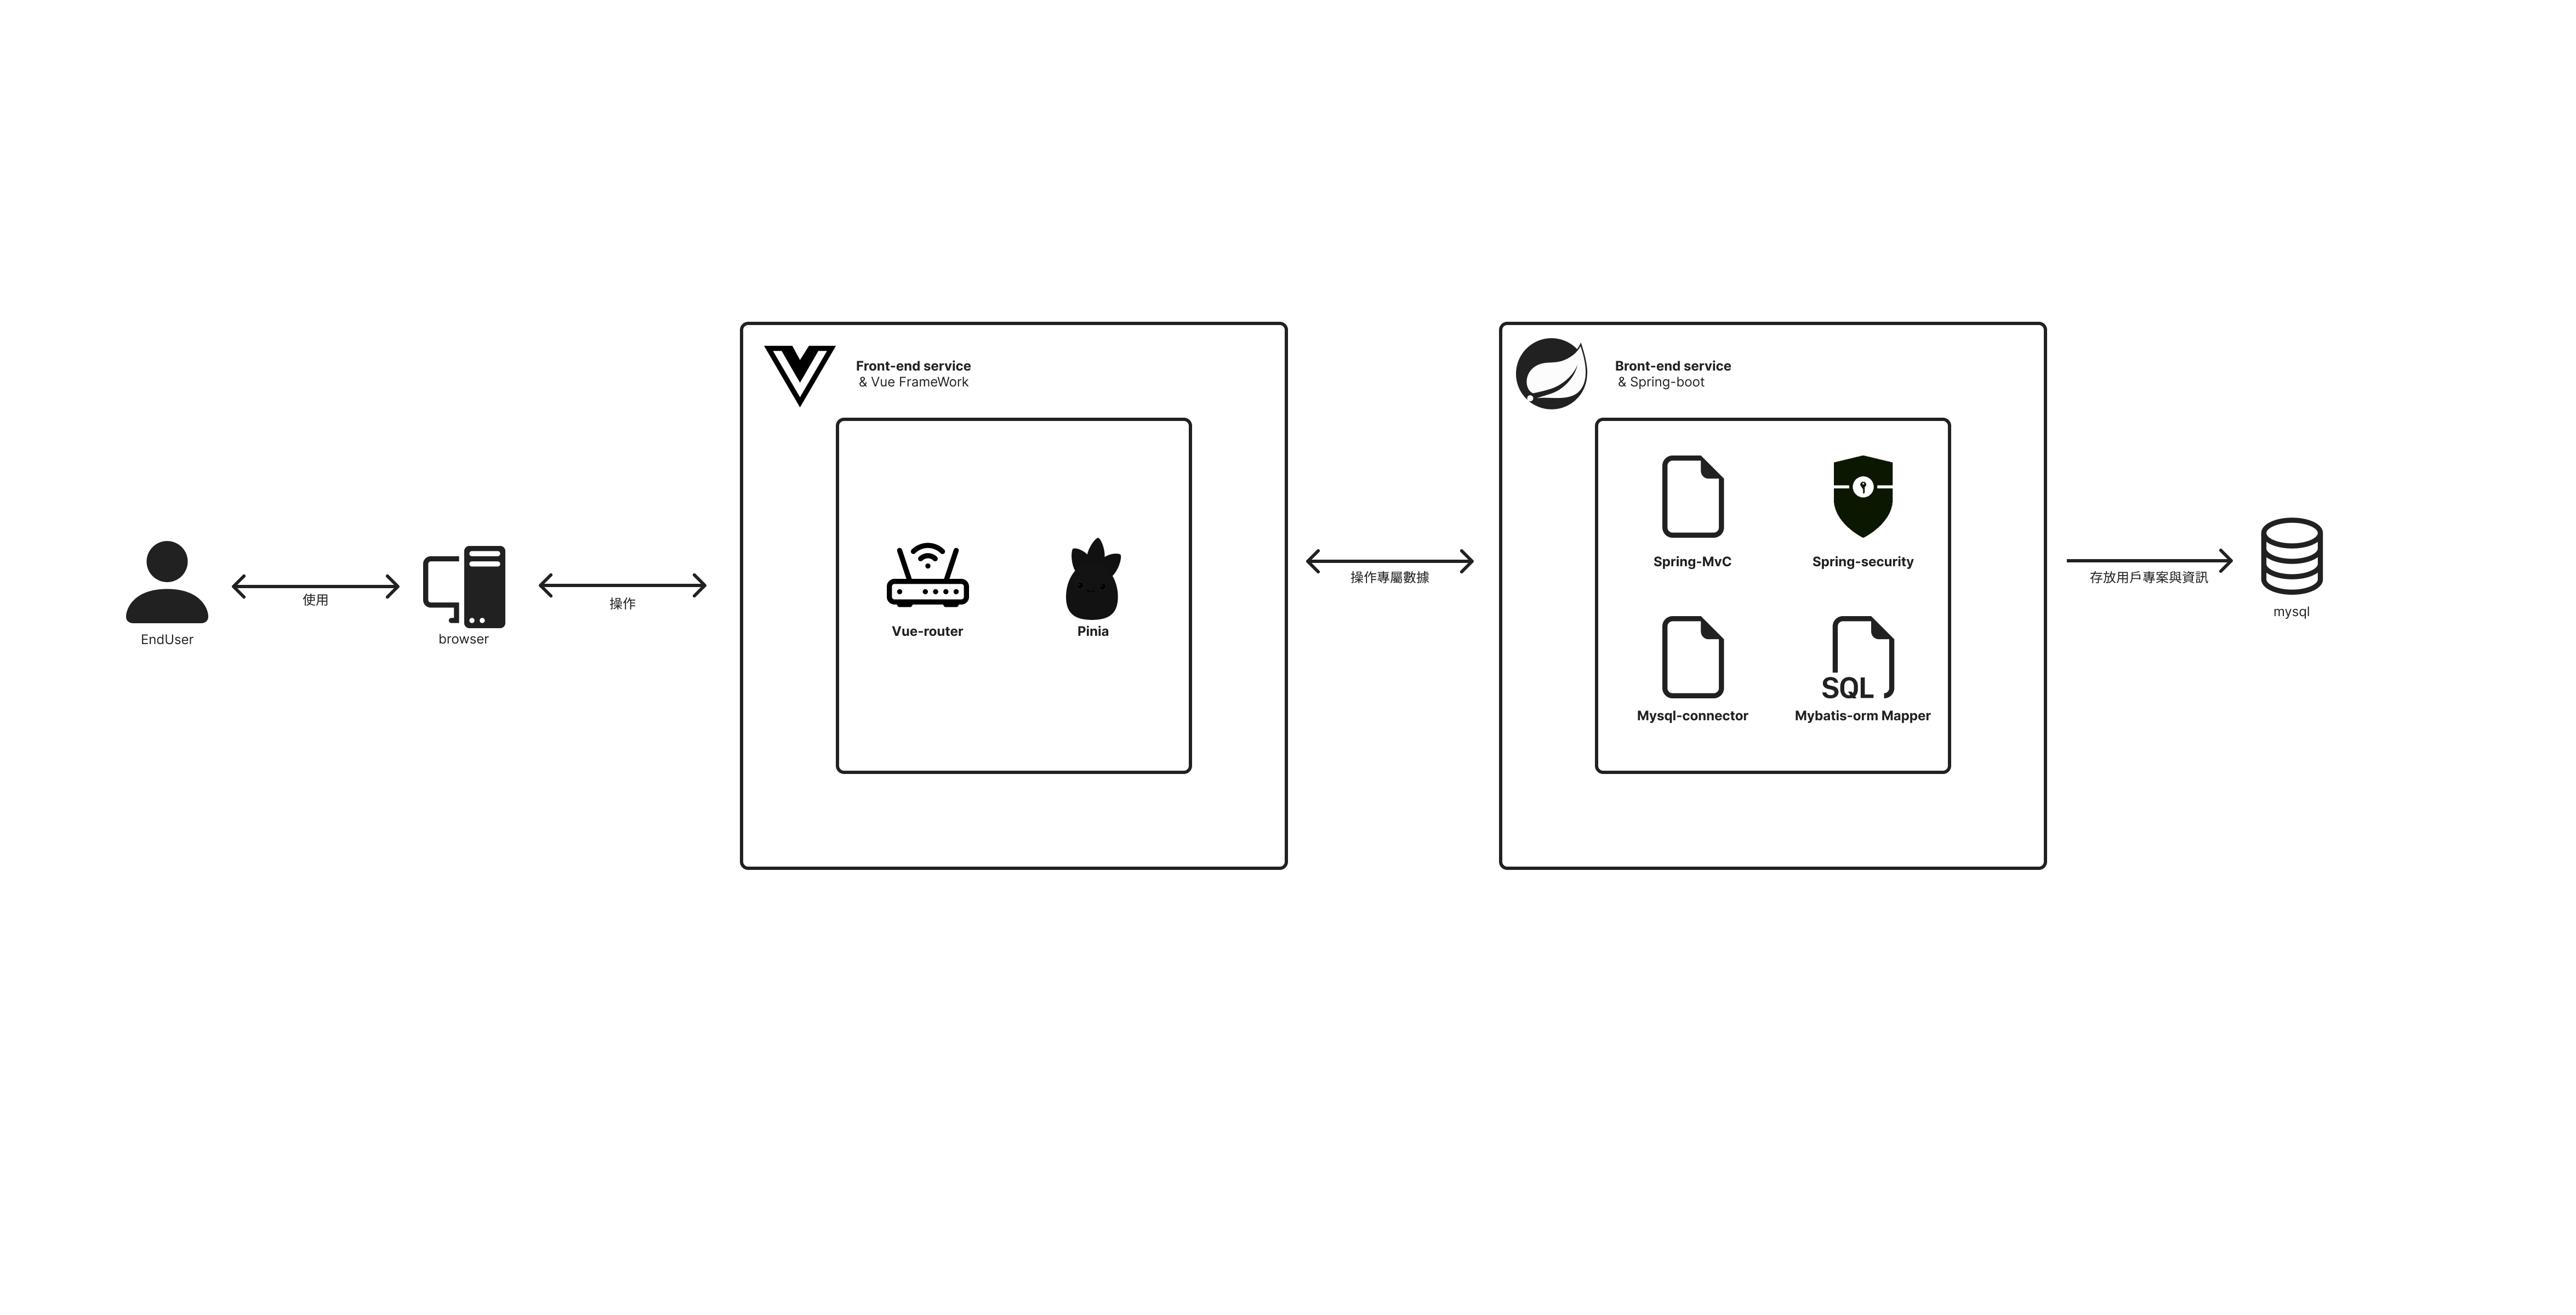 EndUser
使用
browser
操作
Front-end service
& Vue FrameWork
Vue-router
Pinia
操作專屬數據
Bront-end service
& Spring-boot
Spring-MvC
Spring-security
Mysql-connector
SQL
Mybatis-orm Mapper
存放用戶專案與資訊
mysql